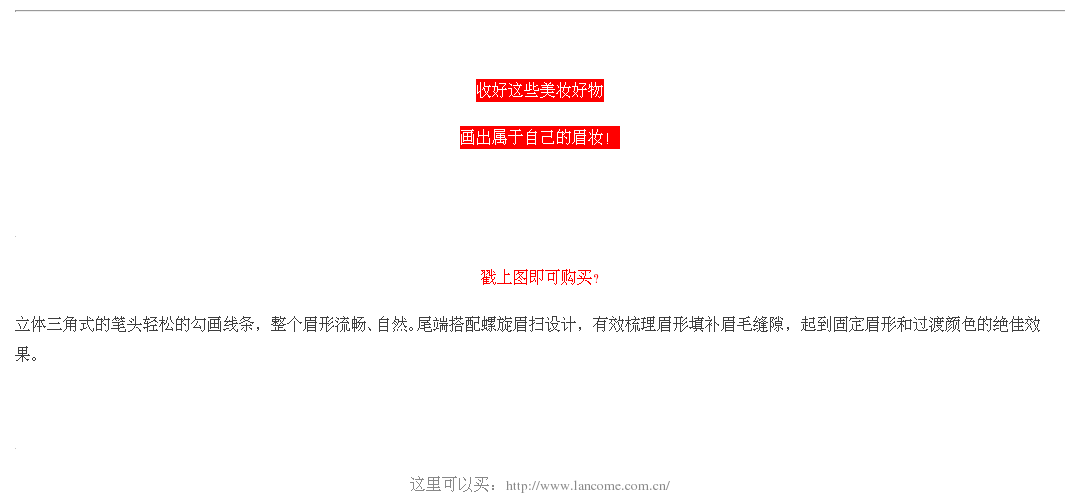 收好这些美妆好物
画出属于自己的眉妆！
戳上图即可购买?
立体三角式的笔头轻松的勾画线条，整个眉形流畅、自然。尾端搭配螺旋眉扫设计，有效梳理眉形填补眉毛缝隙，起到固定眉形和过渡颜色的绝佳效
果。
这里可以买：http://www.lancome.com.cn/